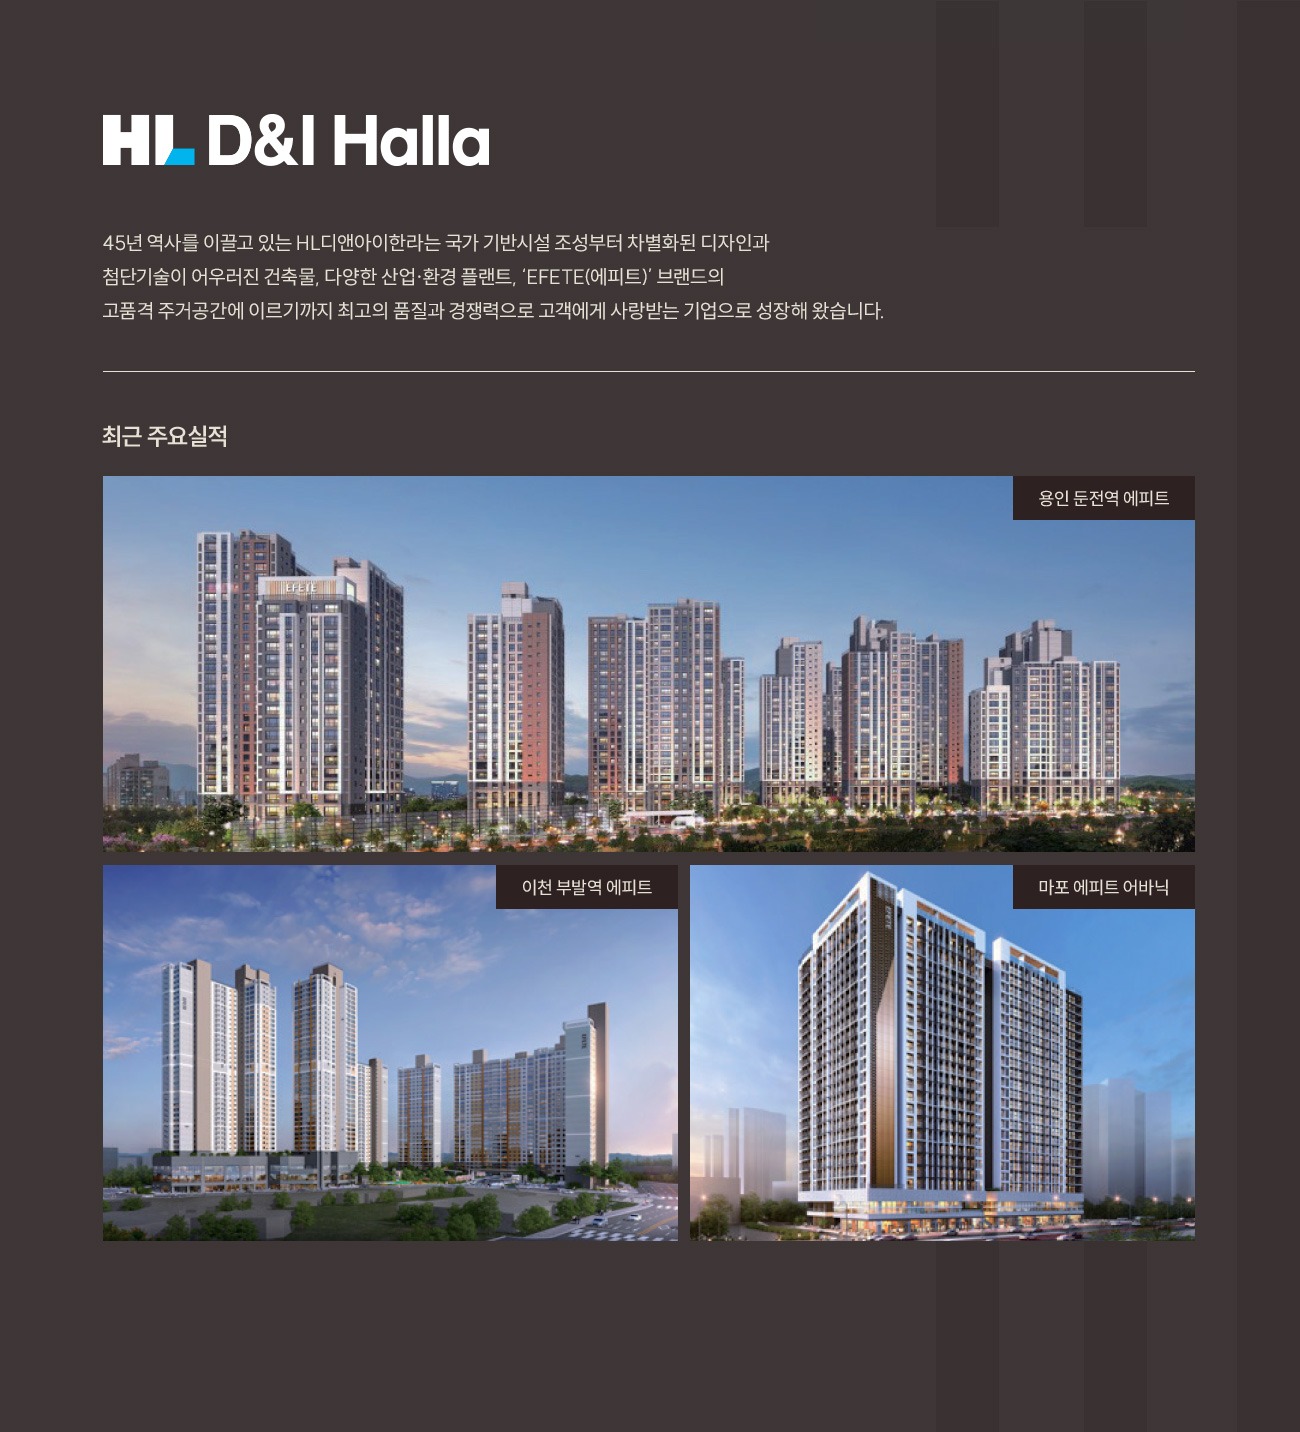 HL D&I Halla
45년 역사를 이끌고 있는 HL디앤아이한라는 국가 기반시설 조성부터 차별화된 디자인과
첨단기술이 어우러진 건축물, 다양한 산업·환경 플랜트, ‘EFETE(에피트)’ 브랜드의
고품격 주거공간에 이르기까지 최고의 품질과 경쟁력으로 고객에게 사랑받는 기업으로 성장해 왔습니다.
최근 주요실적
용인 둔전역 에피트
EFETE
이천 부발역 에피트
마포 에피트 어바닉
EFETE
EFETE